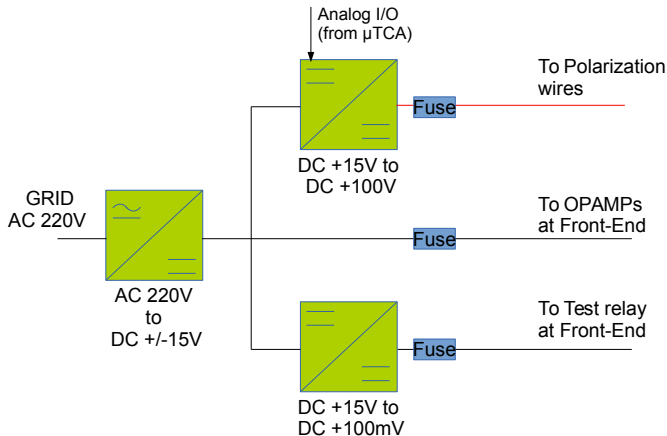 Analog I/O
(from µTCA)
To Polarization
wires
Fuse
DC +15V to
DC +100V
GRID
AC 220V
To OPAMPs
at Front-End
Fuse
AC 220V
to
DC +/-15V
To Test relay
at Front-End
Fuse
DC +15V to
DC +100mV